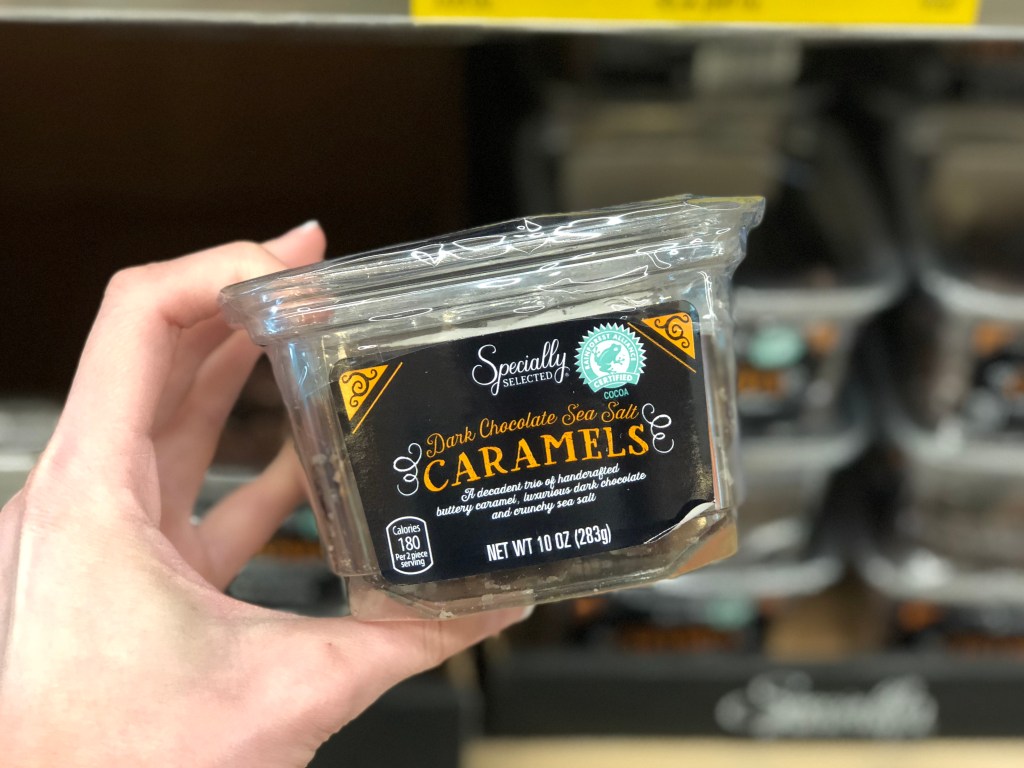 Specially
SELECTED
RAINFOREST ALLIANCE
CERTIFIED
COCOA
Dark Chocolate Sea Salt
CARAMELS
A decadent trio of handcrafted
buttery caramel, luxurious dark chocolate
and crunchy sea salt
Calories
180
Per 2 piece
serving
NET WT 10 OZ (283g)
Specially